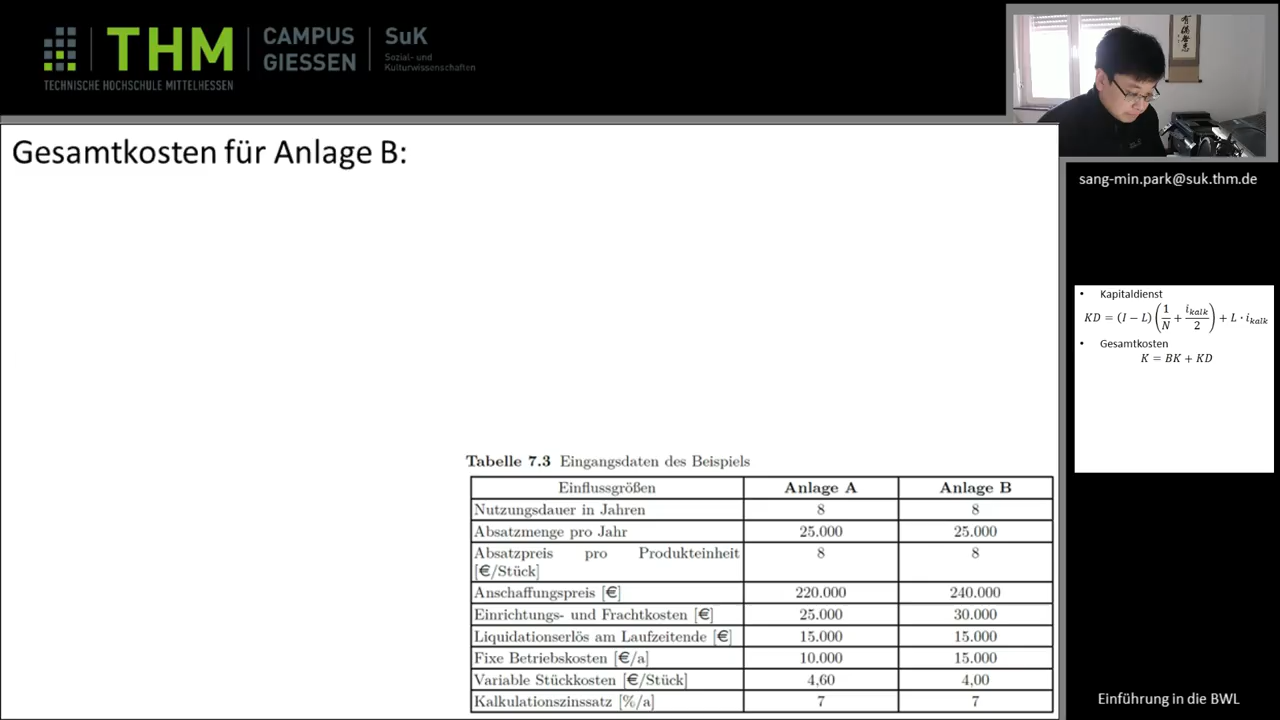 THM
CAMPUS
GIESSEN
SuK
Sozial- und
Kulturwissenschaften
TECHNISCHE HOCHSCHULE MITTELHESSEN
Gesamtkosten für Anlage B:
sang-min.park@suk.thm.de
• Kapitaldienst
KD = (I − L) (1/N + i_kalk/2) + L · i_kalk
• Gesamtkosten
K = BK + KD
Tabelle 7.3 Eingangsdaten des Beispiels
Einflussgrößen Anlage A Anlage B
Nutzungsdauer in Jahren 8 8
Absatzmenge pro Jahr 25.000 25.000
Absatzpreis pro Produkteinheit 8 8
[€/Stück]
Anschaffungspreis [€] 220.000 240.000
Einrichtungs- und Frachtkosten [€] 25.000 30.000
Liquidationserlös am Laufzeitende [€] 15.000 15.000
Fixe Betriebskosten [€/a] 10.000 15.000
Variable Stückkosten [€/Stück] 4,60 4,00
Kalkulationszinssatz [%/a] 7 7
Einführung in die BWL